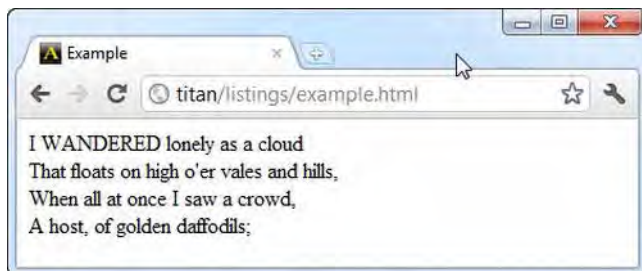 Example
titan/listings/example.html
I WANDERED lonely as a cloud
That floats on high o'er vales and hills,
When all at once I saw a crowd,
A host, of golden daffodils;